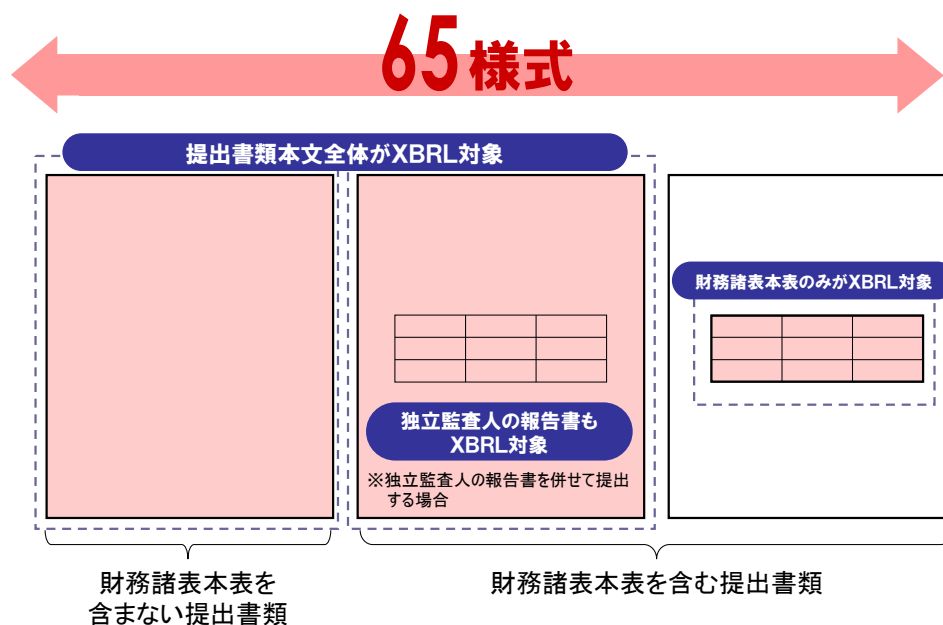 65様式
提出書類本文全体がXBRL対象
財務諸表本表のみがXBRL対象
独立監査人の報告書も
XBRL対象
※独立監査人の報告書を併せて提出
する場合
財務諸表本表を
含まない提出書類
財務諸表本表を含む提出書類